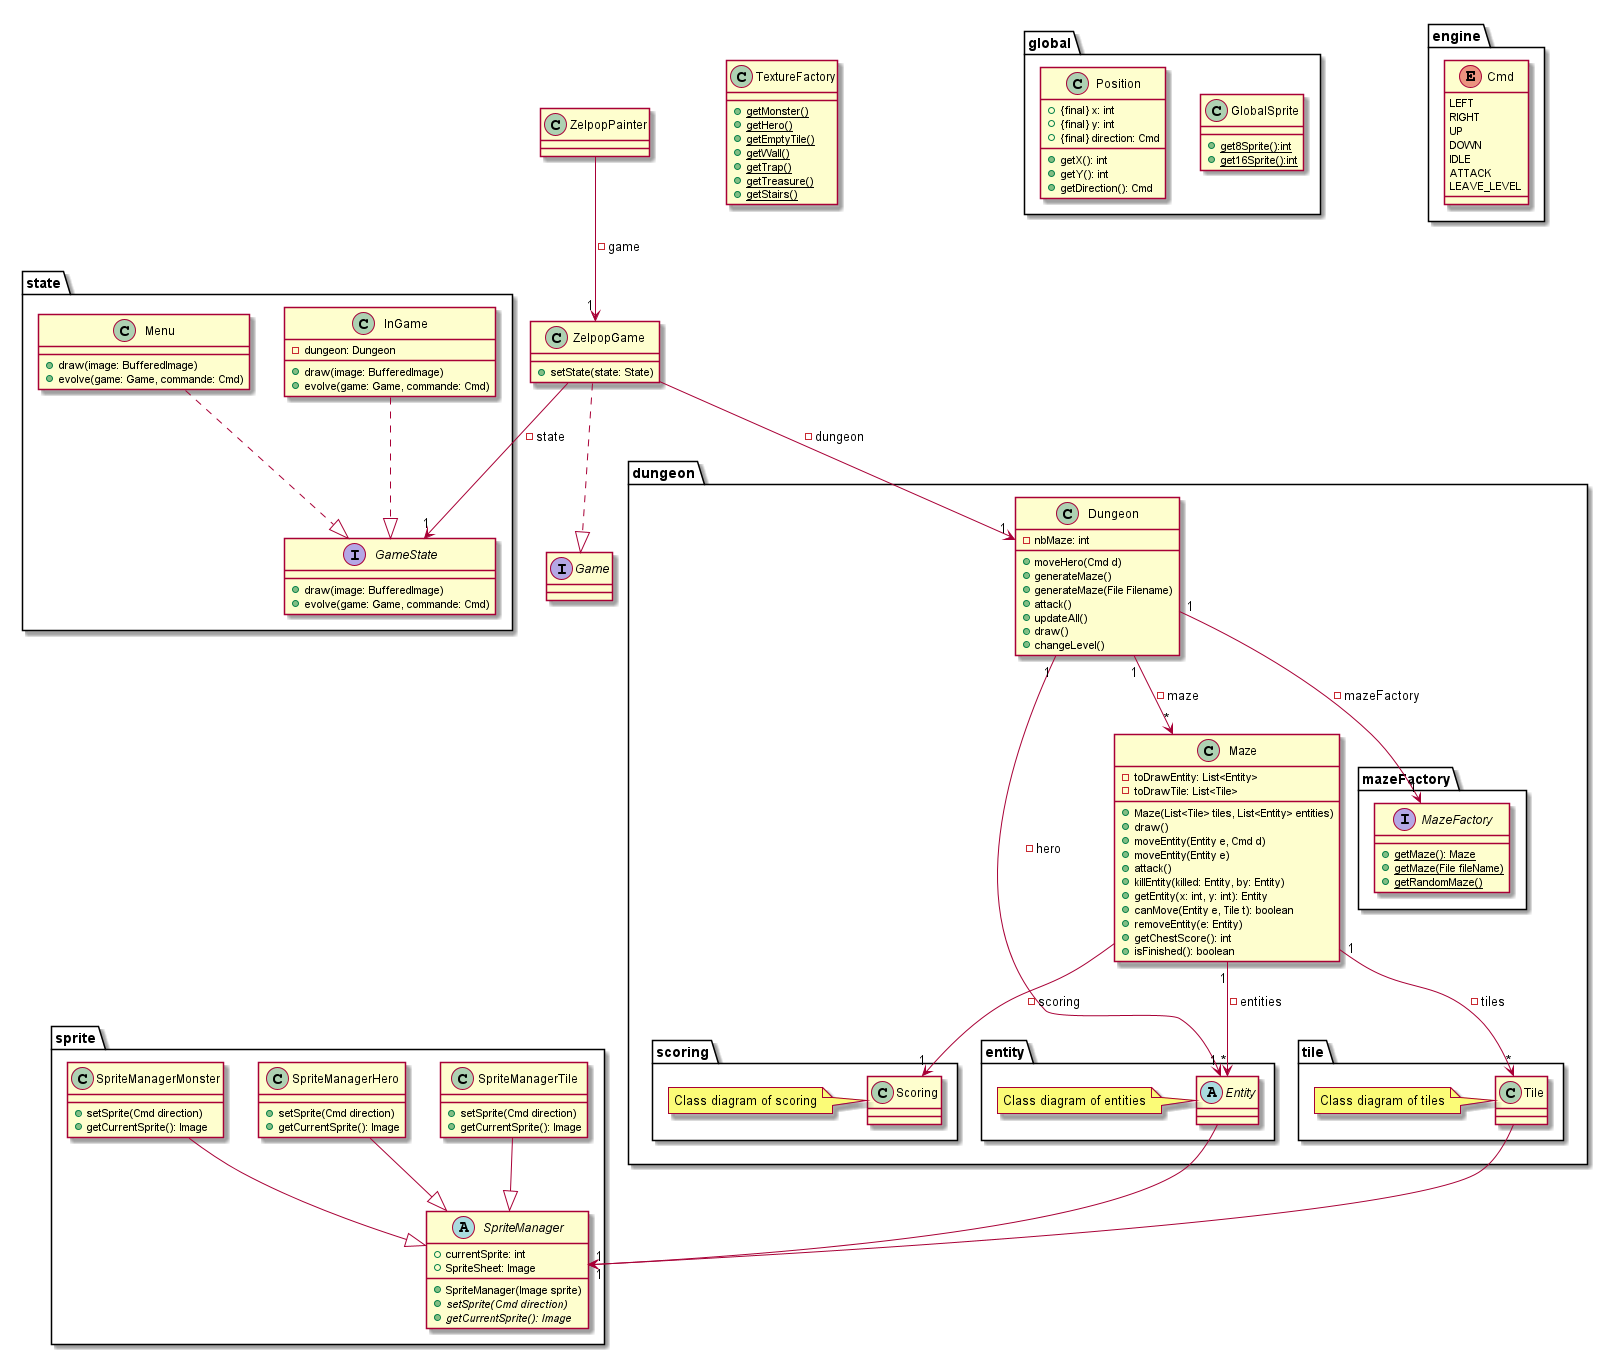 engine
E Cmd
LEFT
RIGHT
UP
DOWN
IDLE
ATTACK
LEAVE_LEVEL
global
C Position
{final} x: int
{final} y: int
{final} direction: Cmd
getX(): int
getY(): int
getDirection(): Cmd
C GlobalSprite
get8Sprite():int
get16Sprite():int
C TextureFactory
getMonster()
getHero()
getEmptyTile()
getWall()
getTrap()
getTreasure()
getStairs()
C ZelpopPainter
game
1
state
C Menu
draw(image: BufferedImage)
evolve(game: Game, commande: Cmd)
C InGame
dungeon: Dungeon
draw(image: BufferedImage)
evolve(game: Game, commande: Cmd)
C ZelpopGame
setState(state: State)
state
1
dungeon
1
I GameState
draw(image: BufferedImage)
evolve(game: Game, commande: Cmd)
I Game
dungeon
C Dungeon
nbMaze: int
moveHero(Cmd d)
generateMaze()
generateMaze(File Filename)
attack()
updateAll()
draw()
changeLevel()
1
1
1
maze
*
mazeFactory
1
hero
1
C Maze
toDrawEntity: List<Entity>
toDrawTile: List<Tile>
Maze(List<Tile> tiles, List<Entity> entities)
draw()
moveEntity(Entity e, Cmd d)
moveEntity(Entity e)
attack()
killEntity(killed: Entity, by: Entity)
getEntity(x: int, y: int): Entity
canMove(Entity e, Tile t): boolean
removeEntity(e: Entity)
getChestScore(): int
isFinished(): boolean
mazeFactory
I MazeFactory
getMaze(): Maze
getMaze(File fileName)
getRandomMaze()
1
1
scoring
entities
tiles
1
*
*
scoring
Class diagram of scoring
C Scoring
entity
Class diagram of entities
A Entity
tile
Class diagram of tiles
C Tile
sprite
C SpriteManagerMonster
setSprite(Cmd direction)
getCurrentSprite(): Image
C SpriteManagerHero
setSprite(Cmd direction)
getCurrentSprite(): Image
C SpriteManagerTile
setSprite(Cmd direction)
getCurrentSprite(): Image
A SpriteManager
currentSprite: int
SpriteSheet: Image
SpriteManager(Image sprite)
setSprite(Cmd direction)
getCurrentSprite(): Image
1
1